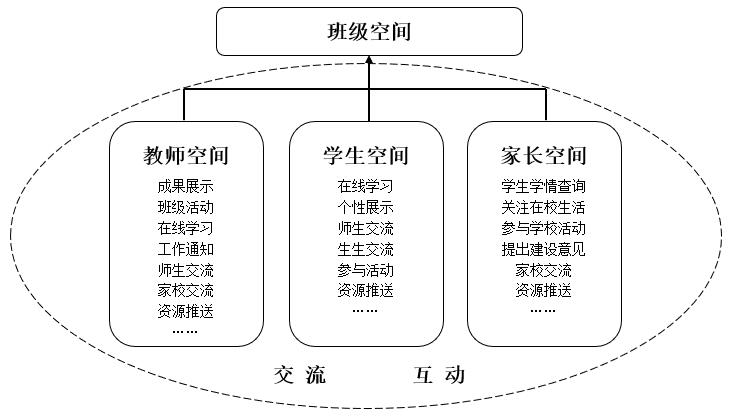 班级空间
教师空间
成果展示
班级活动
在线学习
工作通知
师生交流
家校交流
资源推送
……
学生空间
在线学习
个性展示
师生交流
生生交流
参与活动
资源推送
……
家长空间
学生学情查询
关注在校生活
参与学校活动
提出建设意见
家校交流
资源推送
……
交 流 互 动